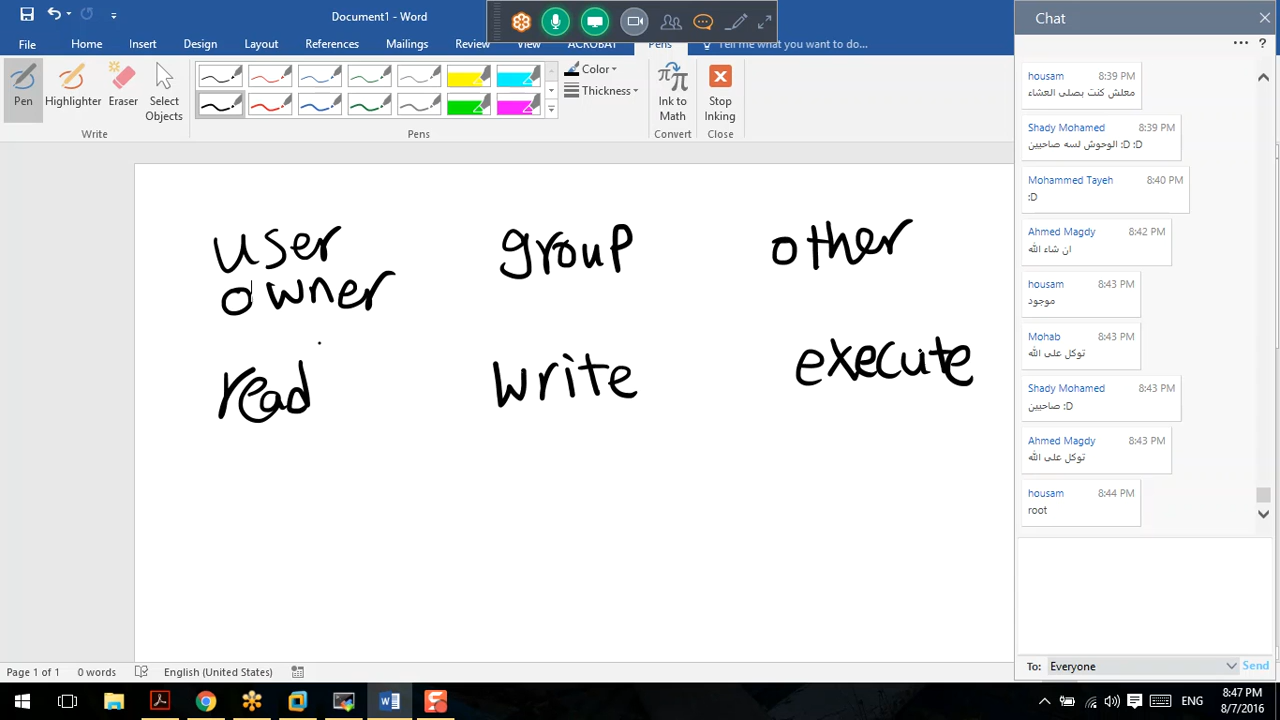 Document1 - Word
File Home Insert Design Layout References Mailings Review View ACROBAT Pens Tell me what you want to do...
Pen Highlighter Eraser Select Objects
Color
Thickness
Ink to Math
Stop Inking
Write Pens Convert Close
user group other
owner
read write execute
Chat
housam 8:39 PM
معلش كنت بصلى العشاء
Shady Mohamed 8:39 PM
الوحوش لسه صاحيين :D :D
Mohammed Tayeh 8:40 PM
:D
Ahmed Magdy 8:42 PM
ان شاء الله
housam 8:43 PM
موجود
Mohab 8:43 PM
توكل على الله
Shady Mohamed 8:43 PM
صاحيين :D
Ahmed Magdy 8:43 PM
توكل على الله
housam 8:44 PM
root
To: Everyone Send
Page 1 of 1 0 words English (United States)
ENG 8:47 PM
8/7/2016